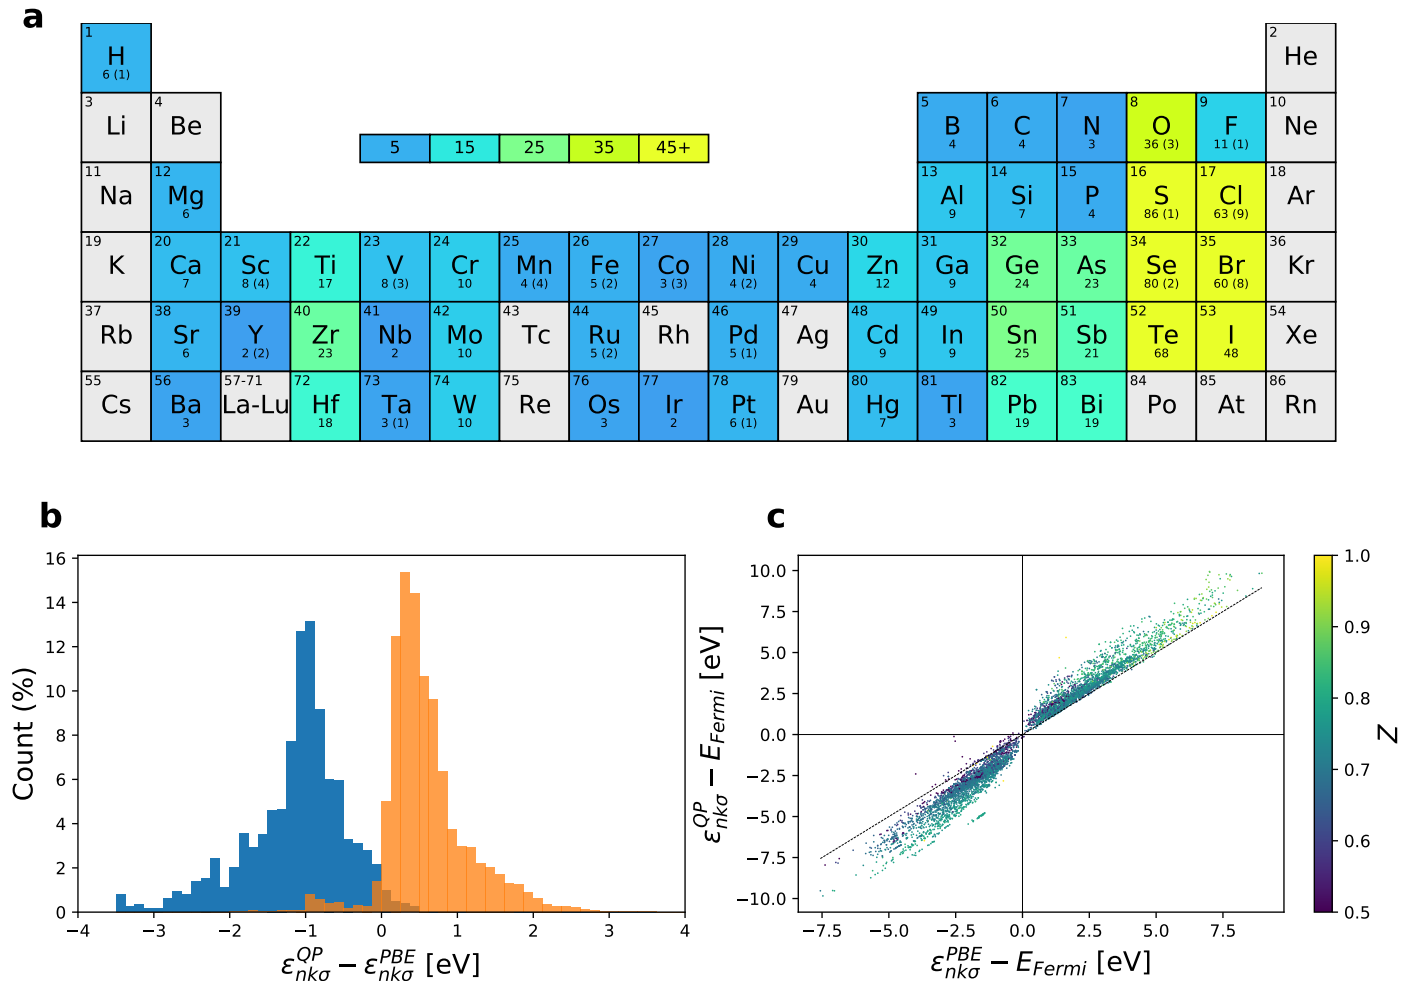 a
1 2
H He
6 (1)
3 4 5 6 7 8 9 10
Li Be B C N O F Ne
4 4 3 36 (3) 11 (1)
5 15 25 35 45+
11 12 13 14 15 16 17 18
Na Mg Al Si P S Cl Ar
6 9 7 4 86 (1) 63 (9)
19 20 21 22 23 24 25 26 27 28 29 30 31 32 33 34 35 36
K Ca Sc Ti V Cr Mn Fe Co Ni Cu Zn Ga Ge As Se Br Kr
7 8 (4) 17 8 (3) 10 4 (4) 5 (2) 3 (3) 4 (2) 4 12 9 24 23 80 (2) 60 (8)
37 38 39 40 41 42 43 44 45 46 47 48 49 50 51 52 53 54
Rb Sr Y Zr Nb Mo Tc Ru Rh Pd Ag Cd In Sn Sb Te I Xe
6 2 (2) 23 2 10 5 (2) 5 (1) 9 9 25 21 68 48
55 56 57-71 72 73 74 75 76 77 78 79 80 81 82 83 84 85 86
Cs Ba La-Lu Hf Ta W Re Os Ir Pt Au Hg Tl Pb Bi Po At Rn
3 18 3 (1) 10 3 2 6 (1) 7 3 19 19
b
Count (%)
16
14
12
10
8
6
4
2
0
−4 −3 −2 −1 0 1 2 3 4
ε^{QP}_{nkσ} − ε^{PBE}_{nkσ} [eV]
c
ε^{QP}_{nkσ} − E_{Fermi} [eV]
10.0
7.5
5.0
2.5
0.0
−2.5
−5.0
−7.5
−10.0
−7.5 −5.0 −2.5 0.0 2.5 5.0 7.5
ε^{PBE}_{nkσ} − E_{Fermi} [eV]
1.0
0.9
0.8
0.7
0.6
0.5
Z